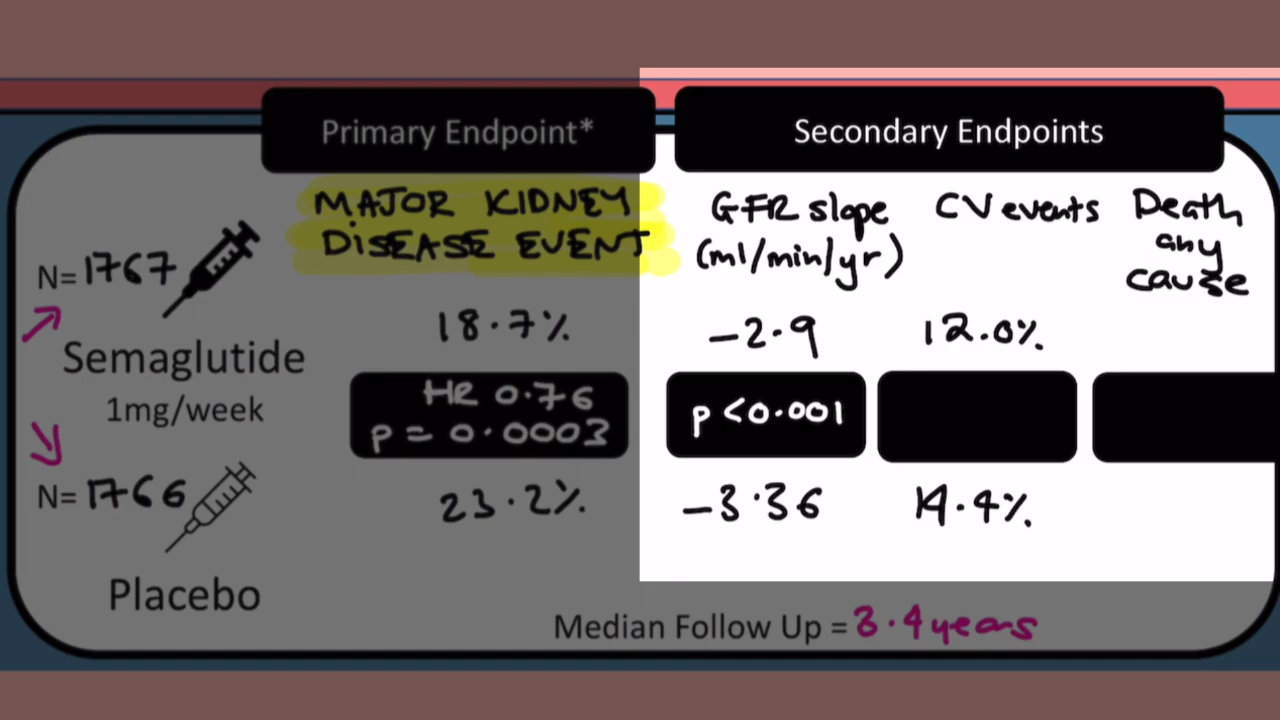 Primary Endpoint*
Secondary Endpoints
MAJOR KIDNEY
DISEASE EVENT
GFR slope
(ml/min/yr)
CV events
Death
any
cause
N= 1767
Semaglutide
1mg/week
18.7%
-2.9
12.0%
HR 0.76
p = 0.0003
p <0.001
N= 1766
Placebo
23.2%
-3.36
14.4%
Median Follow Up = 3.4 years